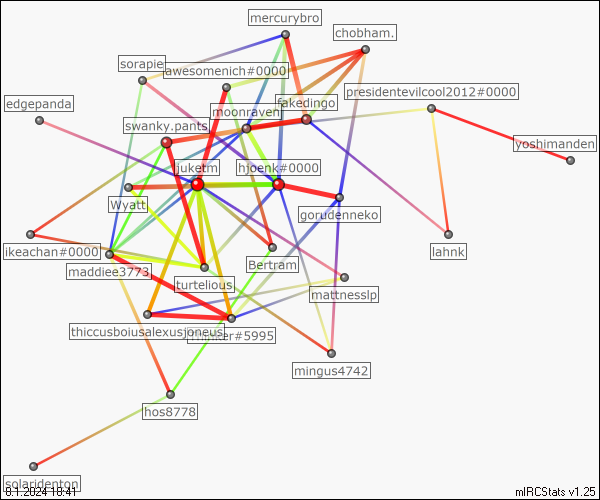 mercurybro
chobham.
sorapie
awesomenich#0000
presidentevilcool2012#0000
edgepanda
moonraven
fakedingo
swanky.pants
yoshimanden
juketm
hjoenk#0000
Wyatt
gorudenneko
ikeachan#0000
lahnk
maddiee3773
Bertram
turtelious
mattnesslp
thiccusboiusalexusjoneus
#5995
mingus4742
hos8778
solaridenton
8.1.2024 18:41
mIRCStats v1.25